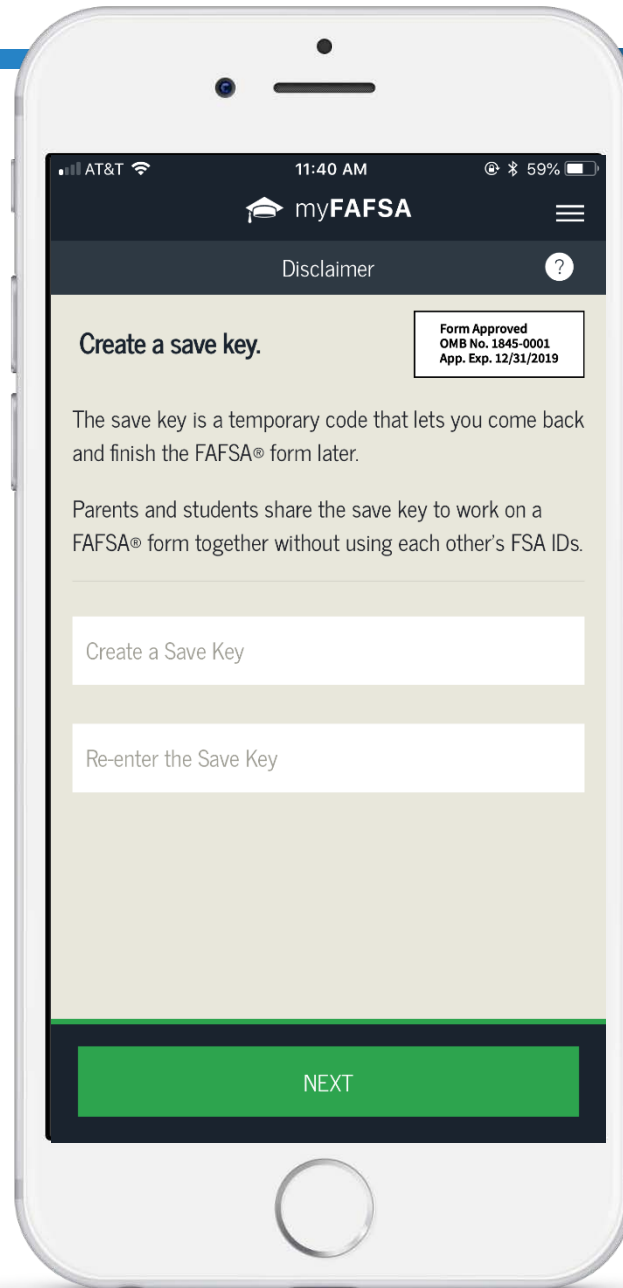 AT&T
11:40 AM
59%
myFAFSA
Disclaimer
?
Create a save key.
Form Approved
OMB No. 1845-0001
App. Exp. 12/31/2019
The save key is a temporary code that lets you come back
and finish the FAFSA® form later.
Parents and students share the save key to work on a
FAFSA® form together without using each other's FSA IDs.
Create a Save Key
Re-enter the Save Key
NEXT